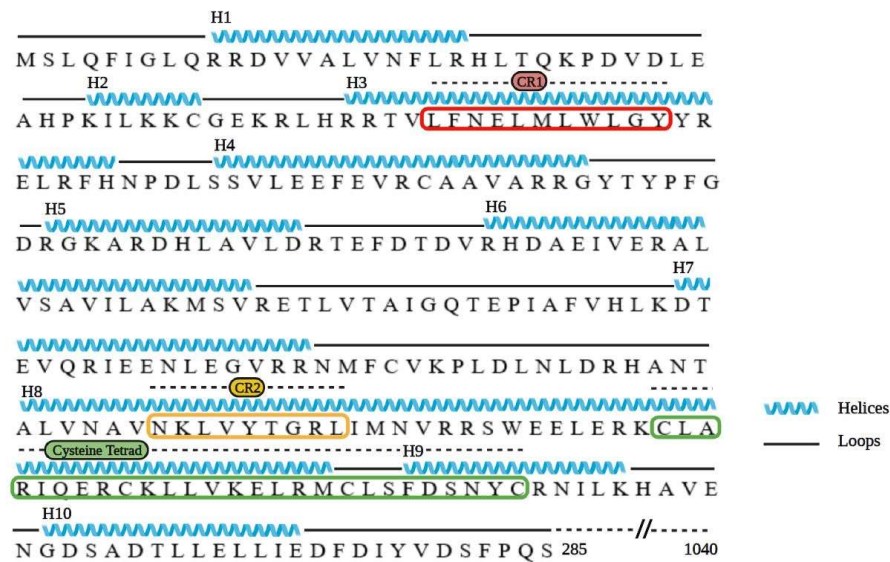 H1
M S L Q F I G L Q R R D V V A L V N F L R H L T Q K P D V D L E
H2 H3 CR1
A H P K I L K K C G E K R L H R R T V L F N E L M L W L G Y Y R
H4
E L R F H N P D L S S V L E E F E V R C A A V A R R G Y T Y P F G
H5 H6
D R G K A R D H L A V L D R T E F D T D V R H D A E I V E R A L
H7
V S A V I L A K M S V R E T L V T A I G Q T E P I A F V H L K D T
E V Q R I E E N L E G V R R N M F C V K P L D L N L D R H A N T
H8 CR2
A L V N A V N K L V Y T G R L I M N V R R S W E E L E R K C L A
Helices
Loops
Cysteine Tetrad H9
R I Q E R C K L L V K E L R M C L S F D S N Y C R N I L K H A V E
H10
N G D S A D T L L E L L I E D F D I Y V D S F P Q S 285 // 1040